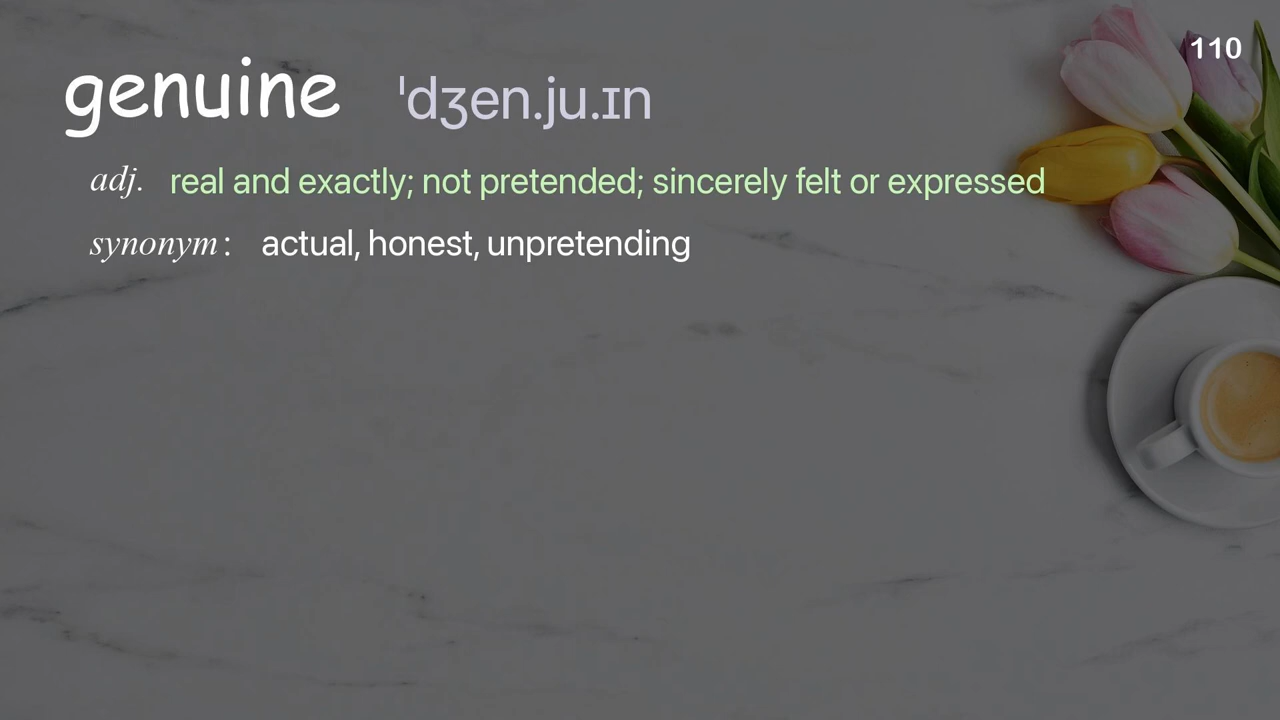 110
genuine ˈdʒen.ju.ɪn
adj. real and exactly; not pretended; sincerely felt or expressed
synonym: actual, honest, unpretending